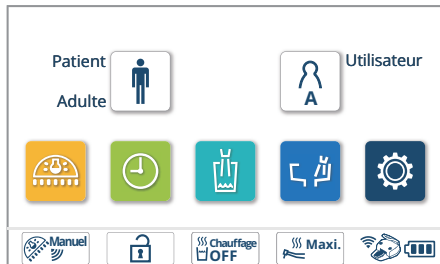 Patient
Adulte
Utilisateur
A
Manuel
Chauffage
OFF
Maxi.